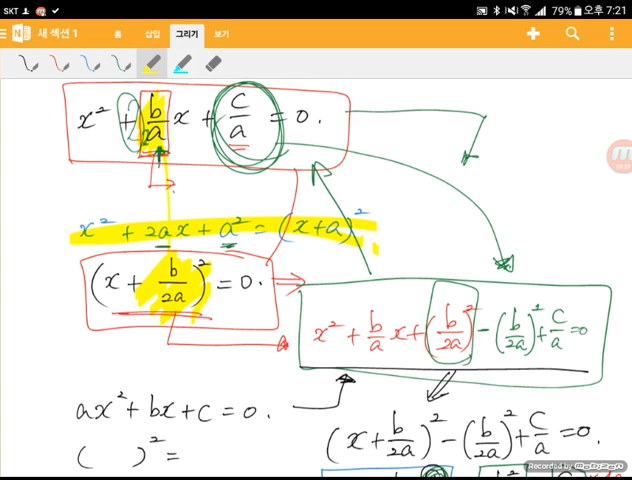 SKT 79% 오후 7:21
새 섹션 1 홈 삽입 그리기 보기
x² + 2 b/a x + c/a = 0.
x² + 2ax + a² = (x+a)²
(x + b/2a)² = 0.
x² + b/a x + (b/2a)² - (b/2a)² + c/a = 0
ax² + bx + c = 0.
(x + b/2a)² - (b/2a)² + c/a = 0.
( )² =
Recorded by Mobizen